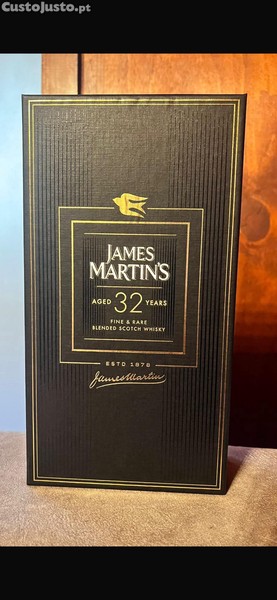 CustoJusto.pt
JAMES
MARTIN'S
AGED 32 YEARS
FINE & RARE
BLENDED SCOTCH WHISKY
ESTD 1878
James Martin